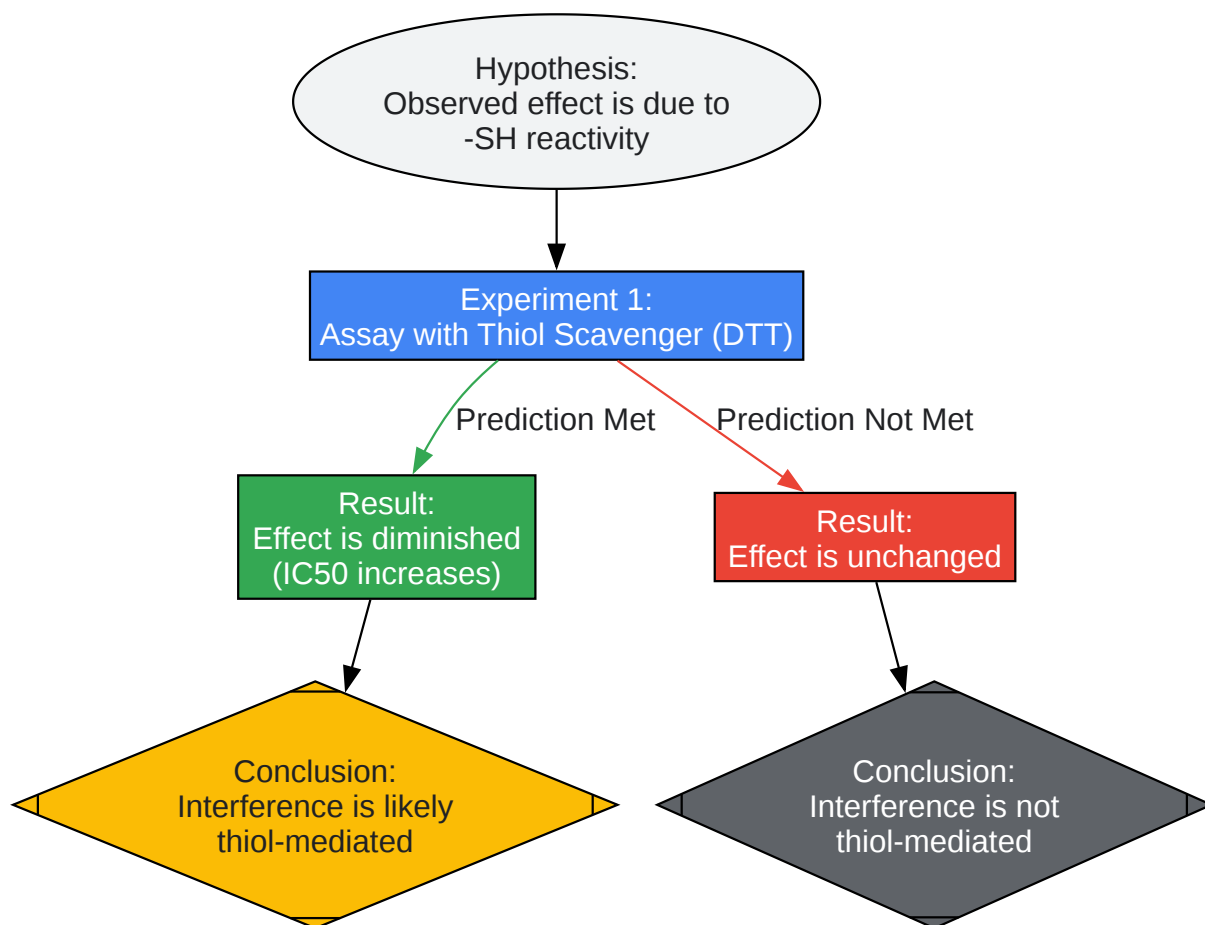 Hypothesis:
Observed effect is due to
-SH reactivity
Experiment 1:
Assay with Thiol Scavenger (DTT)
Prediction Met
Prediction Not Met
Result:
Effect is diminished
(IC50 increases)
Result:
Effect is unchanged
Conclusion:
Interference is likely
thiol-mediated
Conclusion:
Interference is not
thiol-mediated